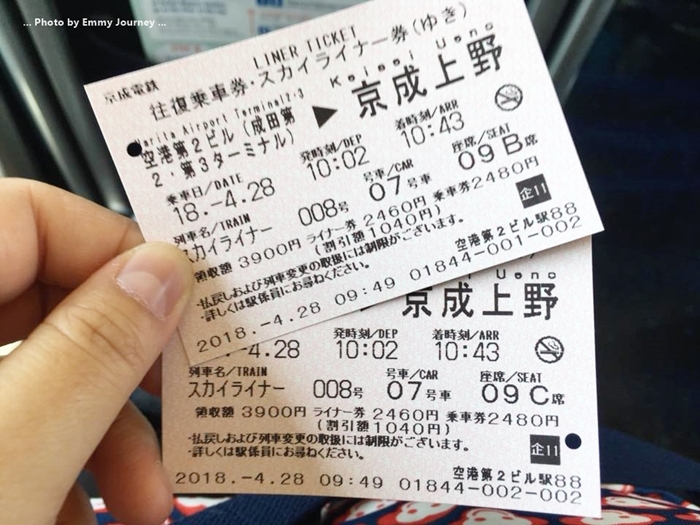 ... Photo by Emmy Journey ...
京成電鉄
LINER TICKET
往復乗車券・スカイライナー券(ゆき)
Narita Airport Terminal2・3
空港第2ビル(成田第
2・第3ターミナル)
▶
Keisei Ueno
京成上野
乗車日/DATE
18.-4.28
発時刻/DEP
10:02
着時刻/ARR
10:43
列車名/TRAIN
スカイライナー
008号
号車/CAR
07号車
座席/SEAT
09B席
領収額 3900円 ライナー券 2460円 乗車券2480円
(割引額1040円)
・払戻しおよび列車変更の取扱には制限がございます。
・詳しくは駅係員にお尋ねください。
企11
空港第2ビル駅88
2018.-4.28 09:49 01844-001-002
Ueno
京成上野
-4.28
発時刻/DEP
10:02
着時刻/ARR
10:43
列車名/TRAIN
スカイライナー
008号
号車/CAR
07号車
座席/SEAT
09C席
領収額 3900円 ライナー券 2460円 乗車券2480円
(割引額1040円)
・払戻しおよび列車変更の取扱には制限がございます。
・詳しくは駅係員にお尋ねください。
企11
空港第2ビル駅88
2018.-4.28 09:49 01844-002-002